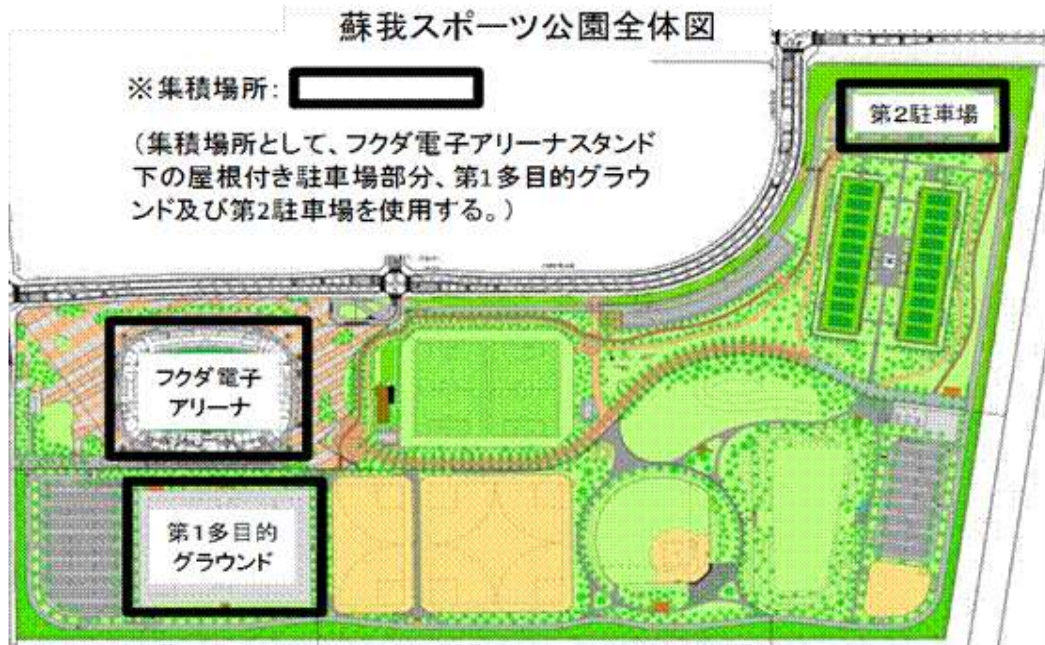 蘇我スポーツ公園全体図
※集積場所:
(集積場所として、フクダ電子アリーナスタンド
下の屋根付き駐車場部分、第1多目的グラウ
ンド及び第2駐車場を使用する。)
第2駐車場
フクダ電子
アリーナ
第1多目的
グラウンド